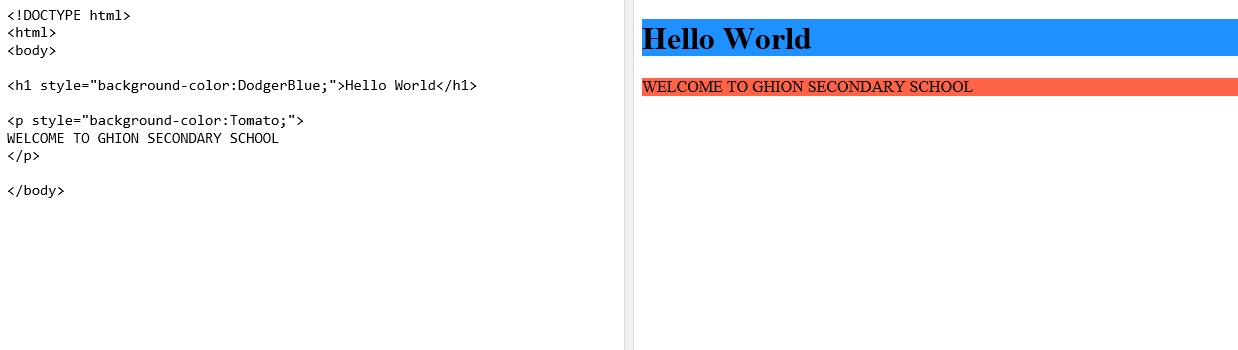 <!DOCTYPE html>
<html>
<body>
<h1 style="background-color:DodgerBlue;">Hello World</h1>
<p style="background-color:Tomato;">
WELCOME TO GHION SECONDARY SCHOOL
</p>
</body>
Hello World
WELCOME TO GHION SECONDARY SCHOOL